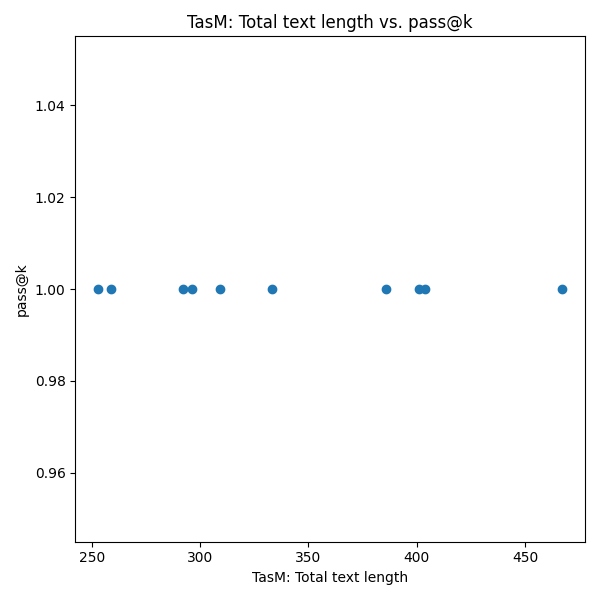 TasM: Total text length vs. pass@k
1.04
1.02
1.00
0.98
0.96
pass@k
250 300 350 400 450
TasM: Total text length